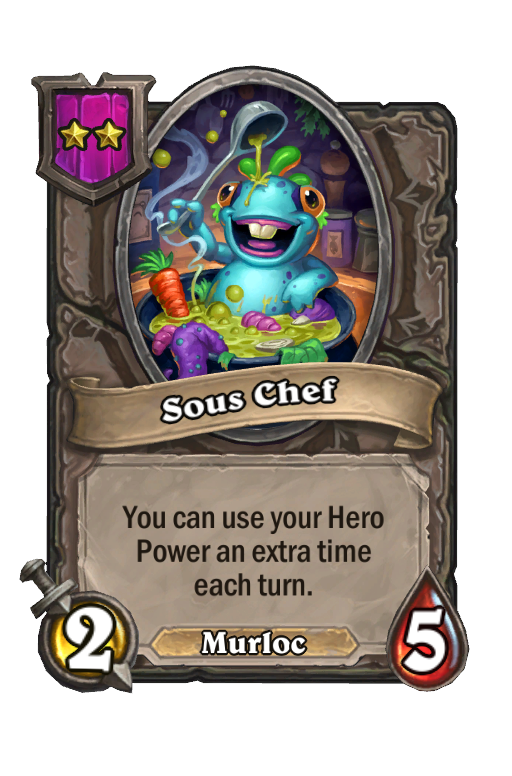 Sous Chef
You can use your Hero
Power an extra time
each turn.
2
Murloc
5